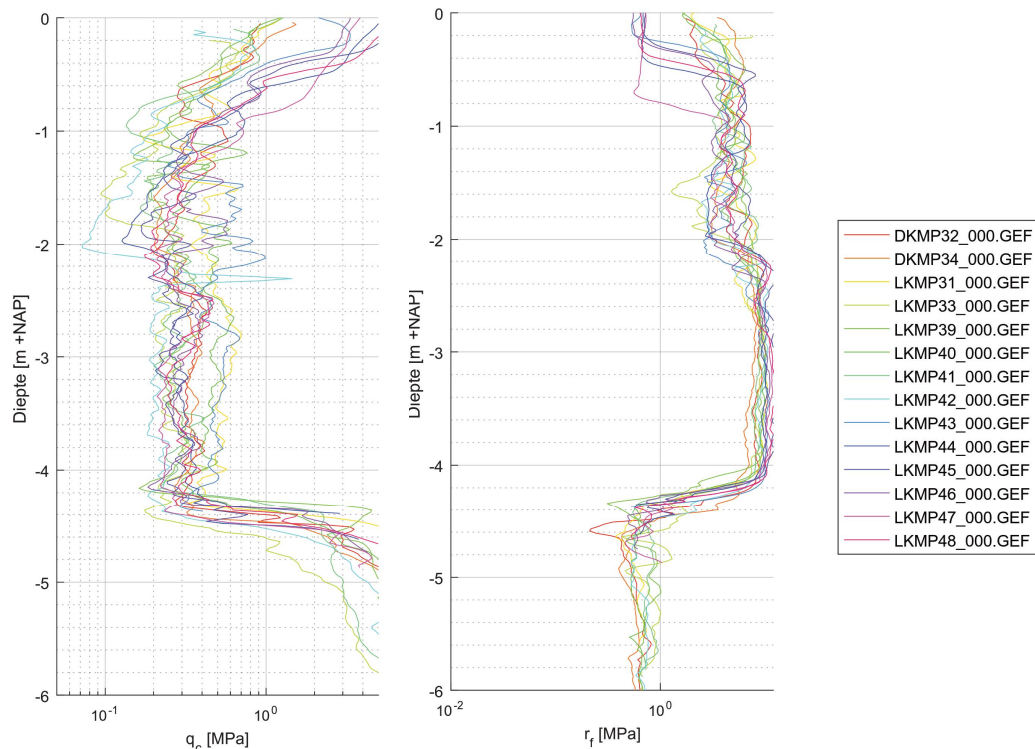 0
-1
-2
-3
-4
-5
-6
Diepte [m +NAP]
10^-1
10^0
q_c [MPa]
0
-1
-2
-3
-4
-5
-6
Diepte [m +NAP]
10^-2
10^0
r_f [MPa]
DKMP32_000.GEF
DKMP34_000.GEF
LKMP31_000.GEF
LKMP33_000.GEF
LKMP39_000.GEF
LKMP40_000.GEF
LKMP41_000.GEF
LKMP42_000.GEF
LKMP43_000.GEF
LKMP44_000.GEF
LKMP45_000.GEF
LKMP46_000.GEF
LKMP47_000.GEF
LKMP48_000.GEF